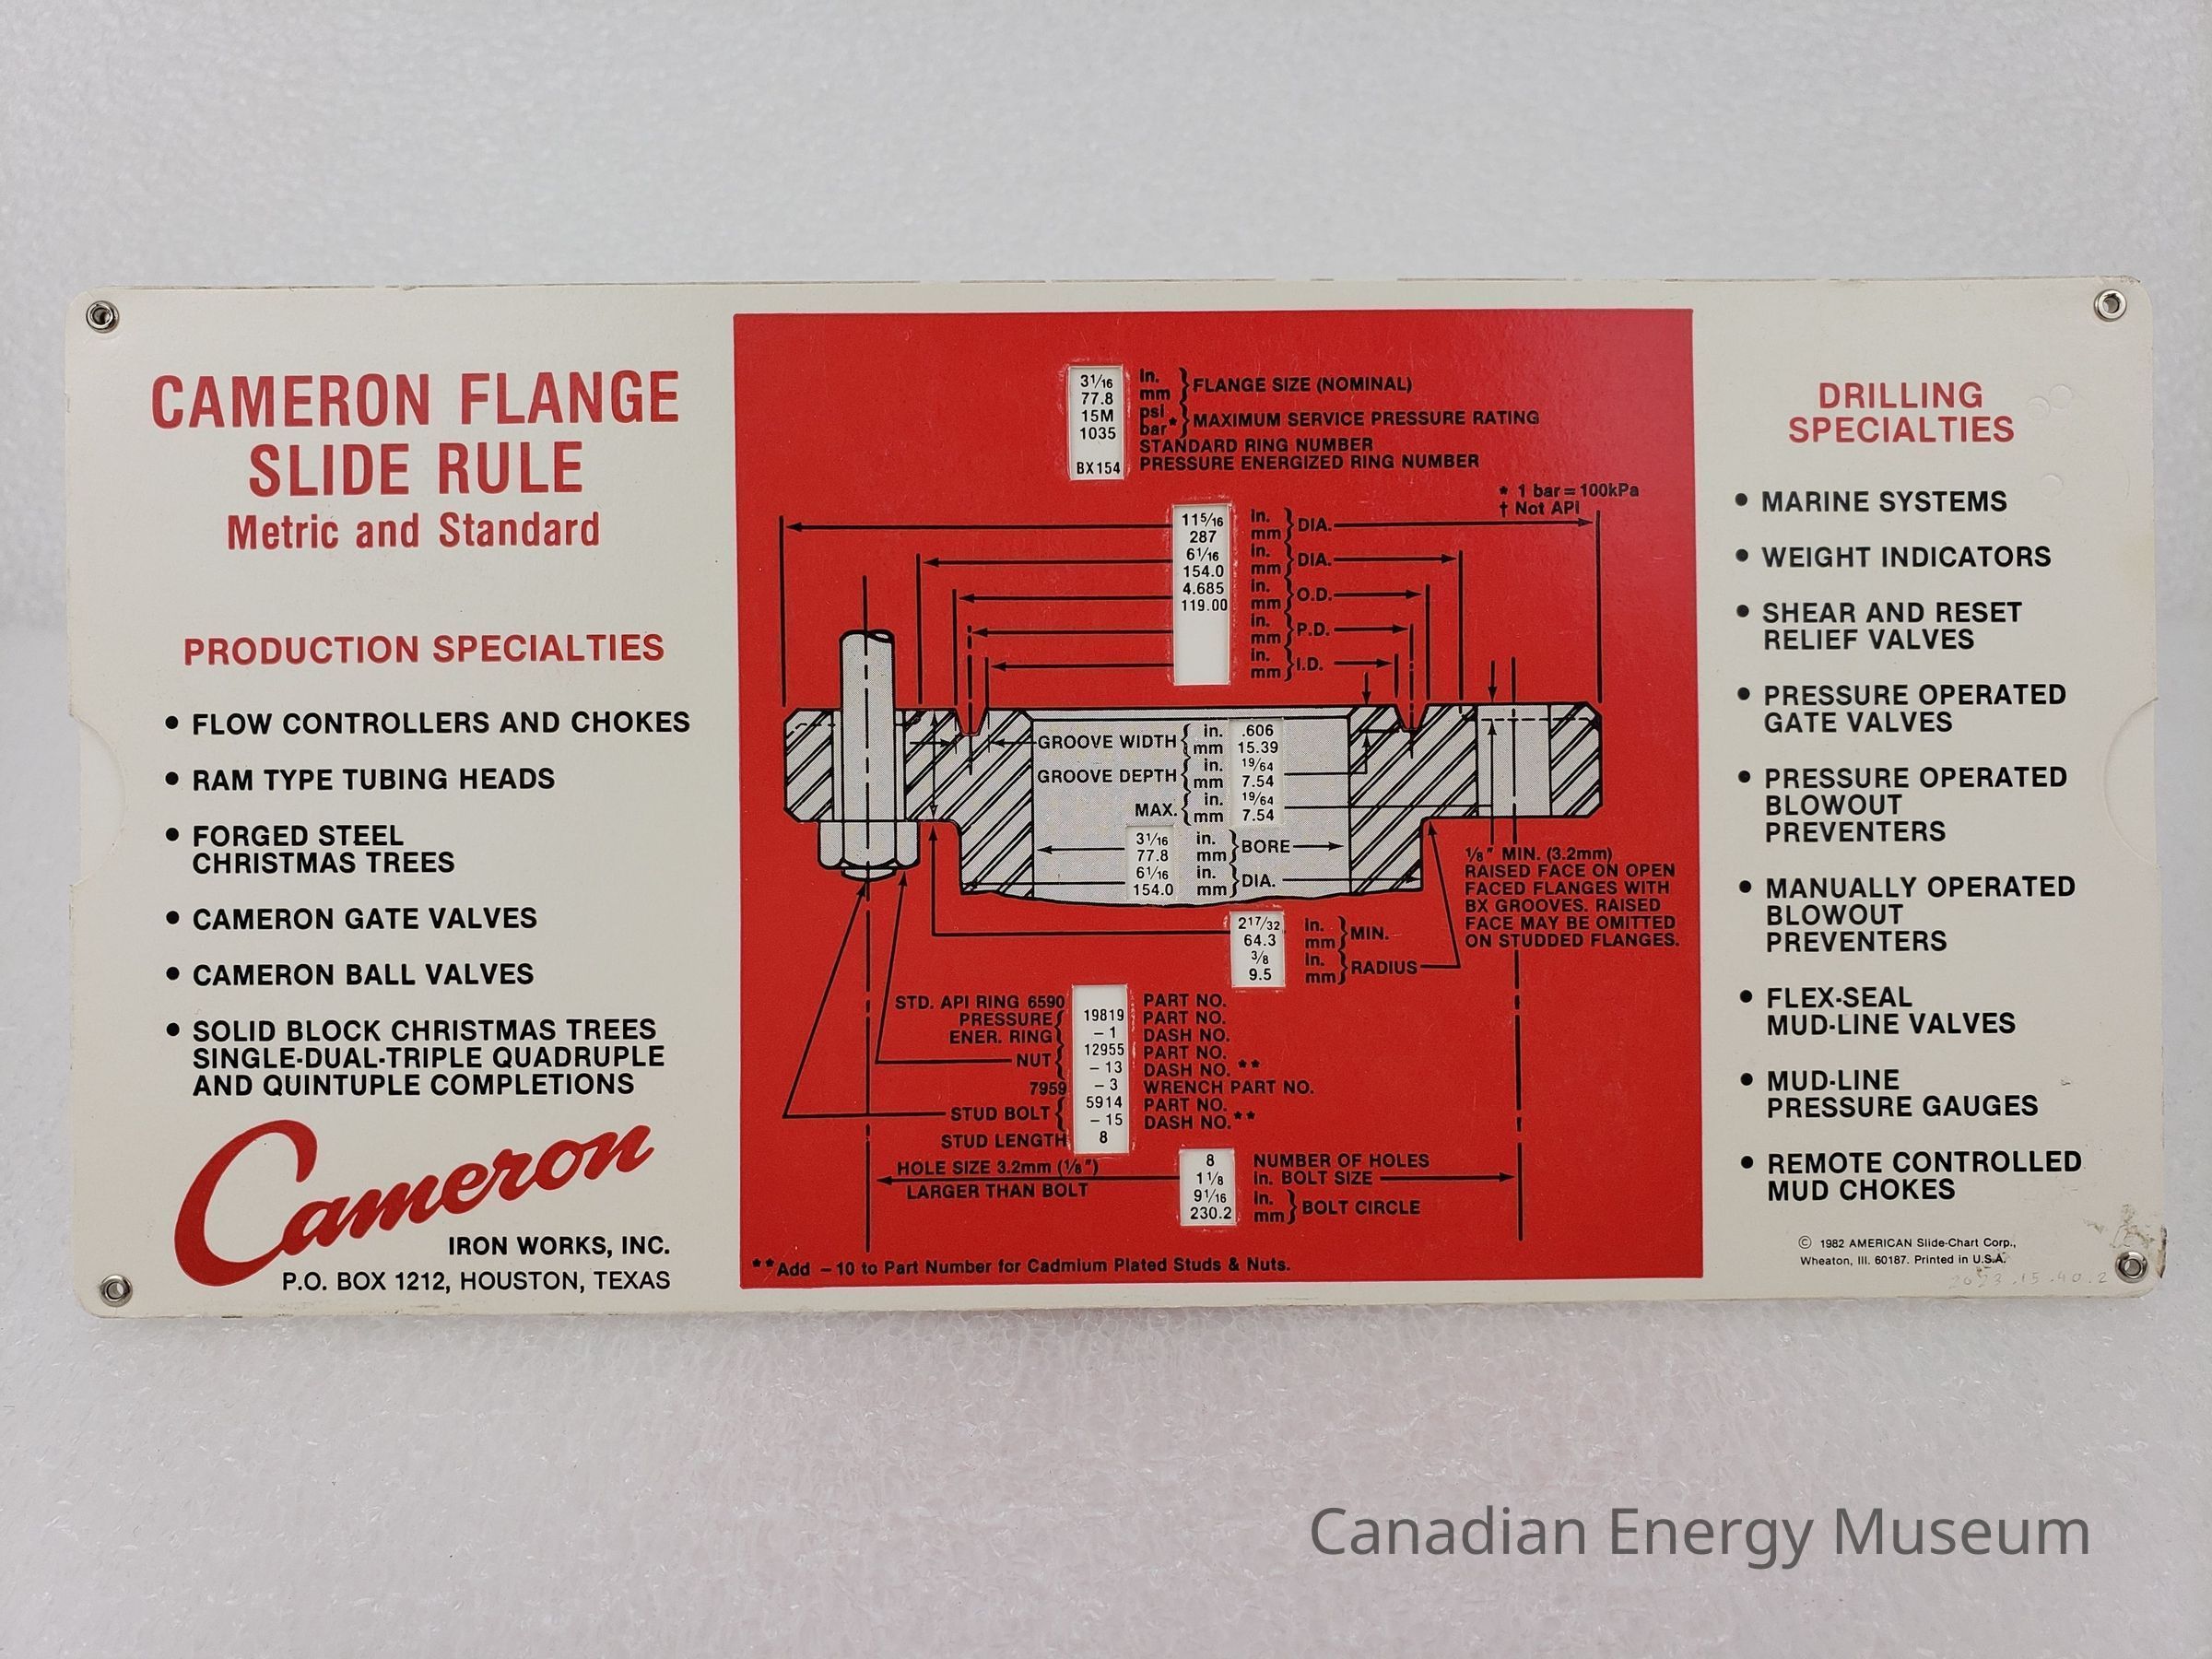 CAMERON FLANGE
SLIDE RULE
Metric and Standard
PRODUCTION SPECIALTIES
• FLOW CONTROLLERS AND CHOKES
• RAM TYPE TUBING HEADS
• FORGED STEEL
CHRISTMAS TREES
• CAMERON GATE VALVES
• CAMERON BALL VALVES
• SOLID BLOCK CHRISTMAS TREES
SINGLE-DUAL-TRIPLE QUADRUPLE
AND QUINTUPLE COMPLETIONS
Cameron
IRON WORKS, INC.
P.O. BOX 1212, HOUSTON, TEXAS
3 1/16 in.
77.8 mm } FLANGE SIZE (NOMINAL)
15M psi
1035 bar* } MAXIMUM SERVICE PRESSURE RATING
STANDARD RING NUMBER
BX154 PRESSURE ENERGIZED RING NUMBER
* 1 bar = 100kPa
† Not API
11 5/16 in.
287 mm } DIA.
6 1/16 in.
154.0 mm } DIA.
4.685 in.
119.00 mm } O.D.
in.
mm } P.D.
in.
mm } I.D.
GROOVE WIDTH { in. .606
mm 15.39
GROOVE DEPTH { in. 19/64
mm 7.54
MAX. { in. 19/64
mm 7.54
3 1/16 in.
77.8 mm } BORE
6 1/16 in.
154.0 mm } DIA.
1/8" MIN. (3.2mm)
RAISED FACE ON OPEN
FACED FLANGES WITH
BX GROOVES. RAISED
FACE MAY BE OMITTED
ON STUDDED FLANGES.
2 17/32 in.
64.3 mm } MIN.
3/8 in.
9.5 mm } RADIUS
STD. API RING 6590 PART NO.
PRESSURE { 19819 PART NO.
ENER. RING { – 1 DASH NO.
NUT { 12955 PART NO.
– 13 DASH NO. **
7959 – 3 WRENCH PART NO.
STUD BOLT { 5914 PART NO.
– 15 DASH NO. **
STUD LENGTH 8
HOLE SIZE 3.2mm (1/8")
LARGER THAN BOLT
8 NUMBER OF HOLES
1 1/8 in. BOLT SIZE
9 1/16 in.
230.2 mm } BOLT CIRCLE
**Add – 10 to Part Number for Cadmium Plated Studs & Nuts.
DRILLING
SPECIALTIES
• MARINE SYSTEMS
• WEIGHT INDICATORS
• SHEAR AND RESET
RELIEF VALVES
• PRESSURE OPERATED
GATE VALVES
• PRESSURE OPERATED
BLOWOUT
PREVENTERS
• MANUALLY OPERATED
BLOWOUT
PREVENTERS
• FLEX-SEAL
MUD-LINE VALVES
• MUD-LINE
PRESSURE GAUGES
• REMOTE CONTROLLED
MUD CHOKES
© 1982 AMERICAN Slide-Chart Corp.,
Wheaton, Ill. 60187. Printed in U.S.A.
2023.15.40.2
Canadian Energy Museum